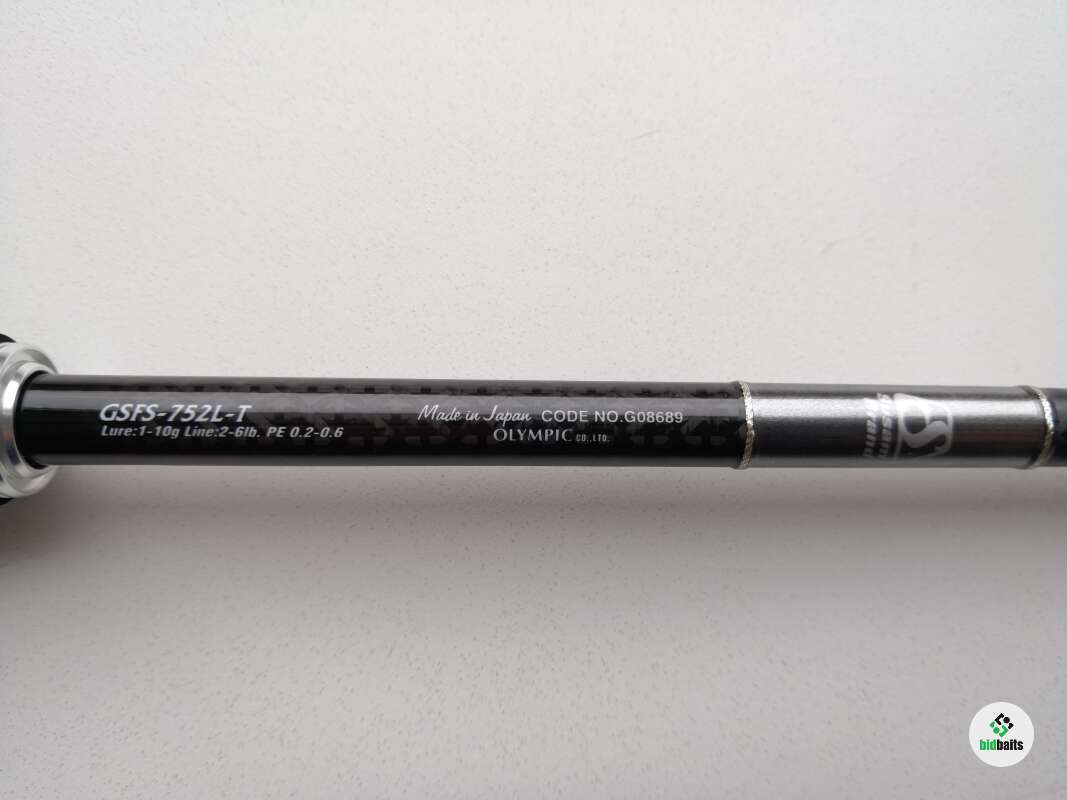 GSFS-752L-T
Lure:1-10g Line:2-6lb. PE 0.2-0.6
Made in Japan CODE NO.G08689
OLYMPIC CO.,LTD.
bidbaits